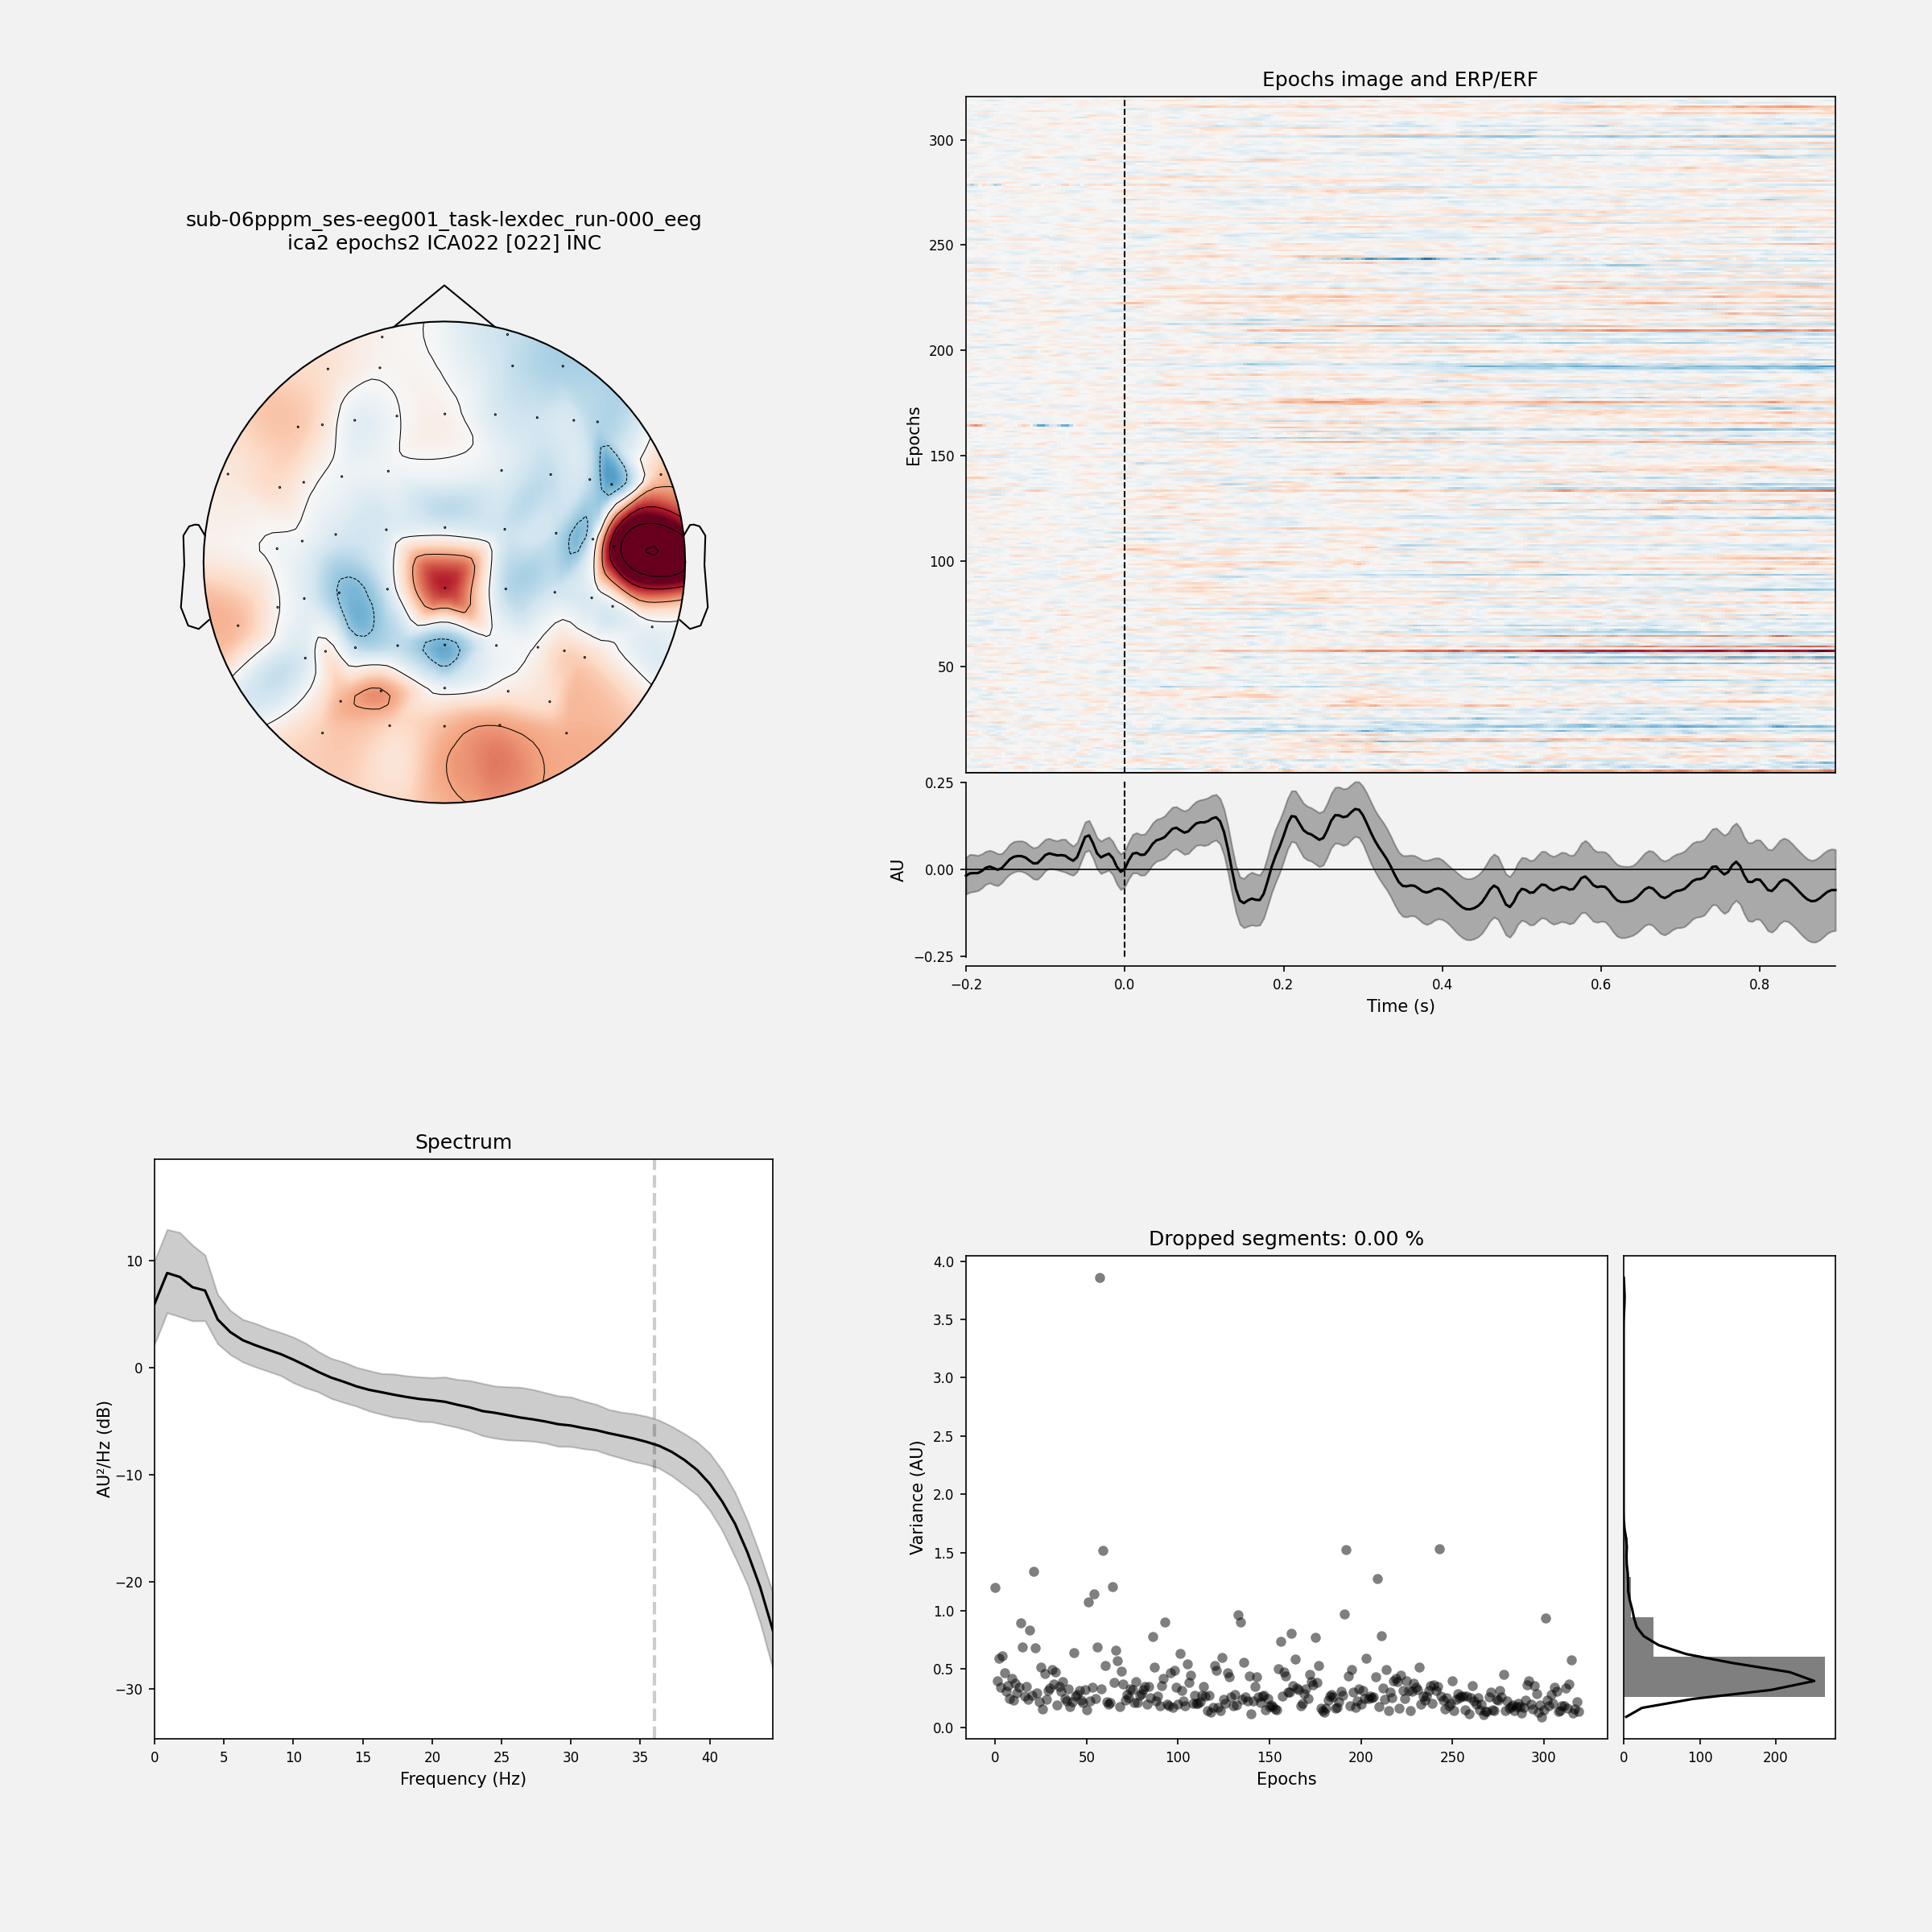 sub-06pppm_ses-eeg001_task-lexdec_run-000_eeg
ica2 epochs2 ICA022 [022] INC
Epochs image and ERP/ERF
300
250
200
150
100
50
Epochs
0.25
0.00
−0.25
AU
−0.2 0.0 0.2 0.4 0.6 0.8
Time (s)
Spectrum
10
0
−10
−20
−30
AU²/Hz (dB)
0 5 10 15 20 25 30 35 40
Frequency (Hz)
Dropped segments: 0.00 %
4.0
3.5
3.0
2.5
2.0
1.5
1.0
0.5
0.0
Variance (AU)
0 50 100 150 200 250 300
Epochs
0 100 200